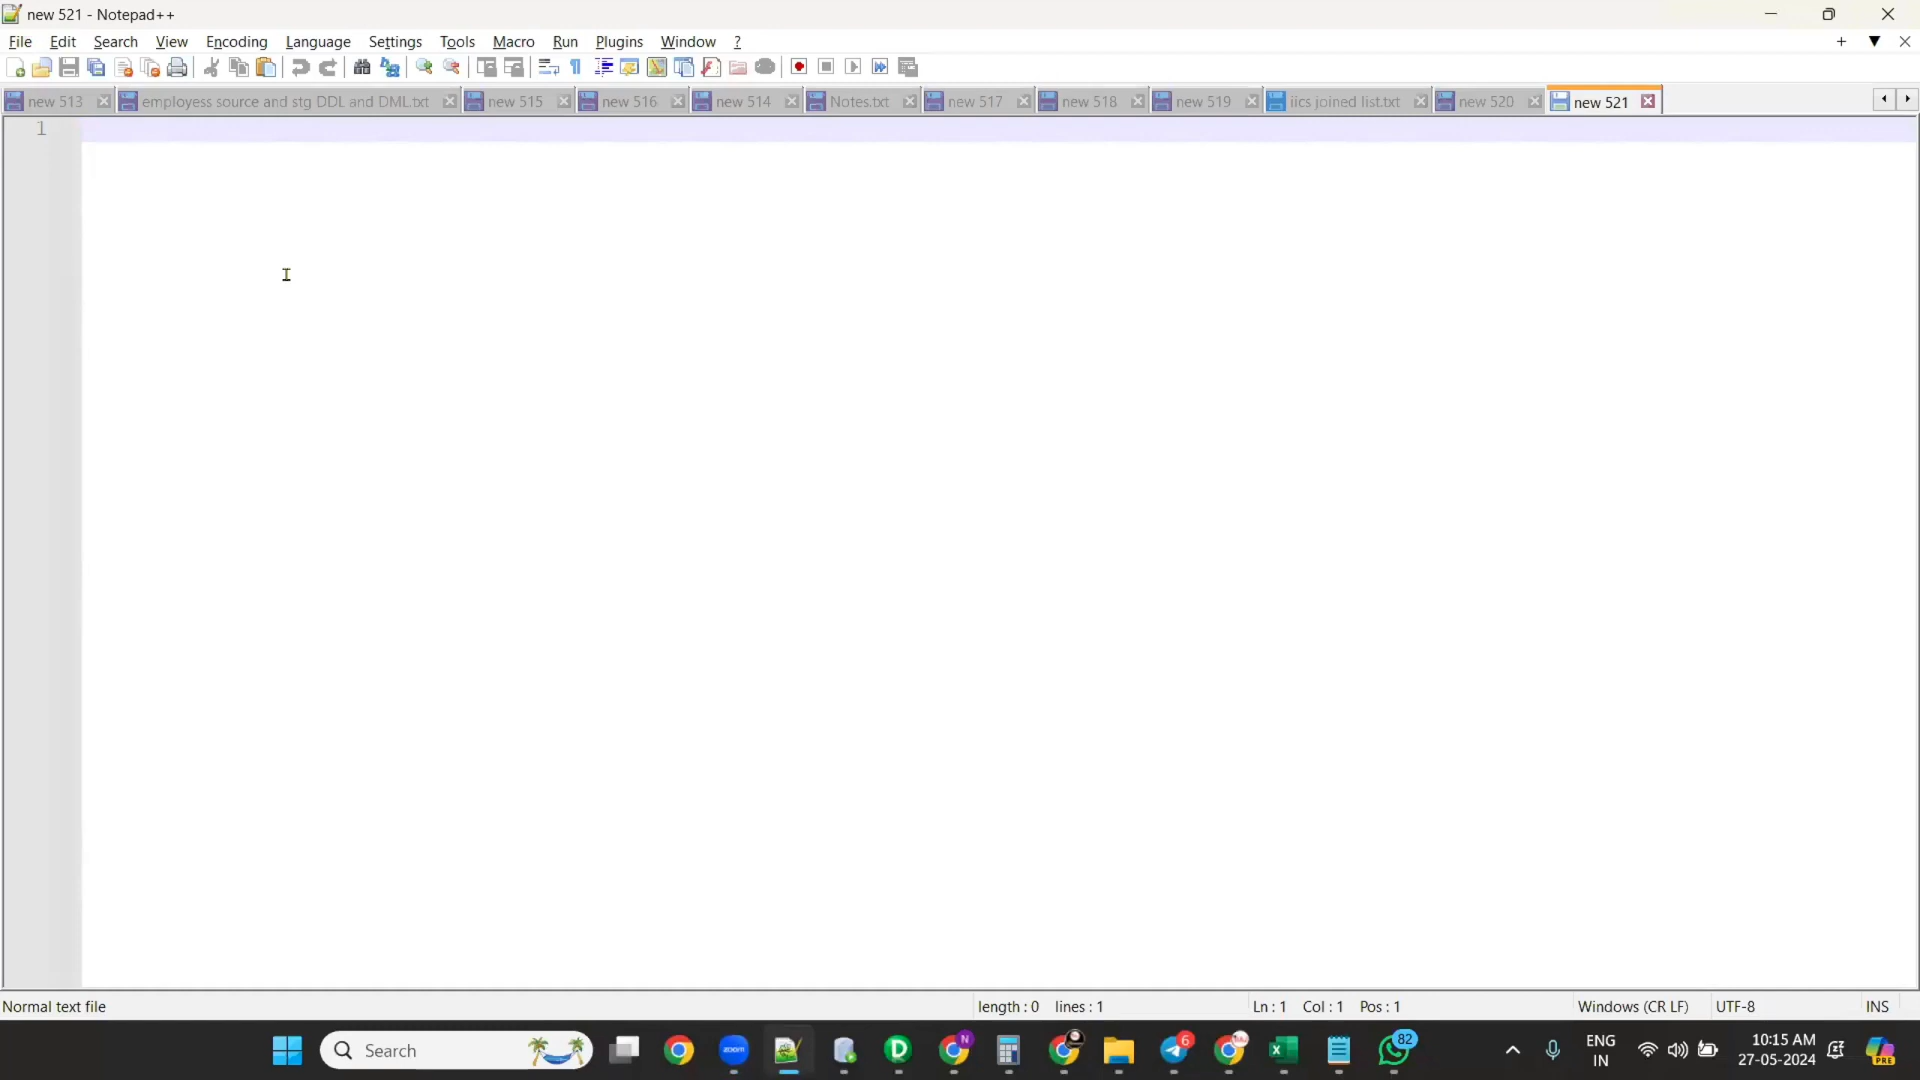 new 521 - Notepad++
File Edit Search View Encoding Language Settings Tools Macro Run Plugins Window ?
new 513 employess source and stg DDL and DML.txt new 515 new 516 new 514 Notes.txt new 517 new 518 new 519 iics joined list.txt new 520 new 521
1
Normal text file length : 0 lines : 1 Ln : 1 Col : 1 Pos : 1 Windows (CR LF) UTF-8 INS
Search zoom D N 6 82 ENG 10:15 AM
IN 27-05-2024 PRE